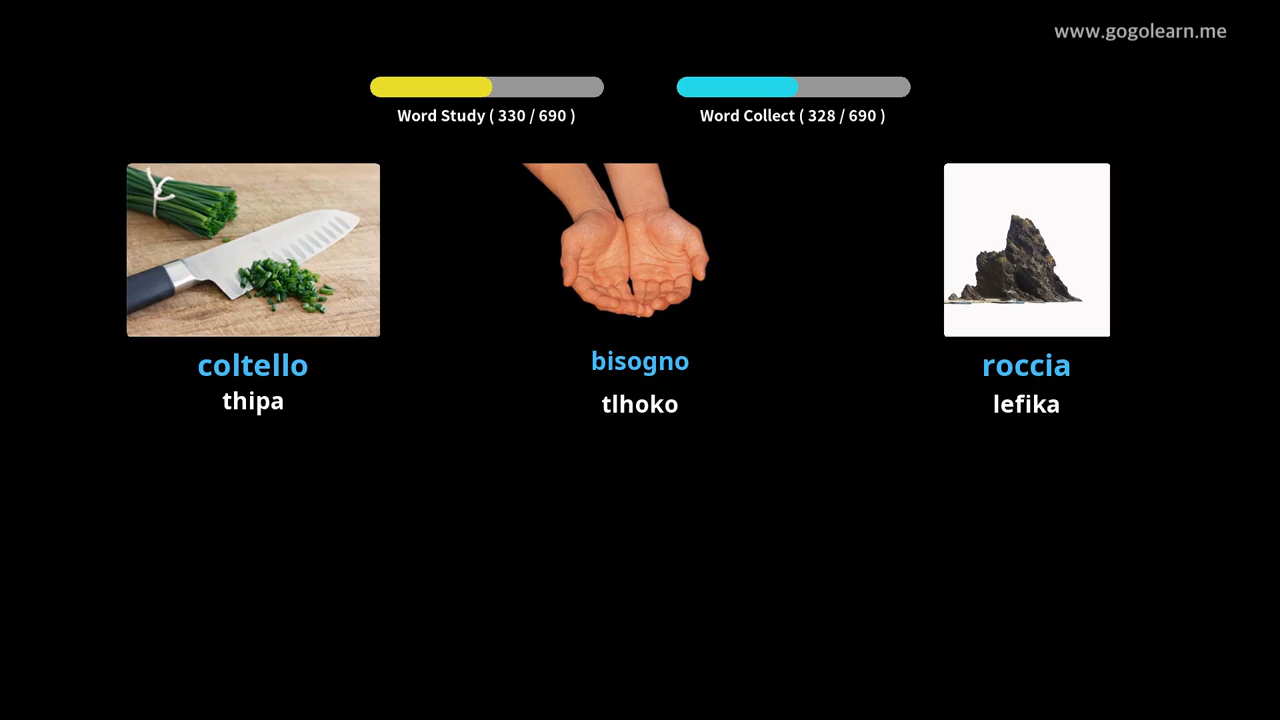 www.gogolearn.me
Word Study ( 330 / 690 )
Word Collect ( 328 / 690 )
coltello
thipa
bisogno
tlhoko
roccia
lefika